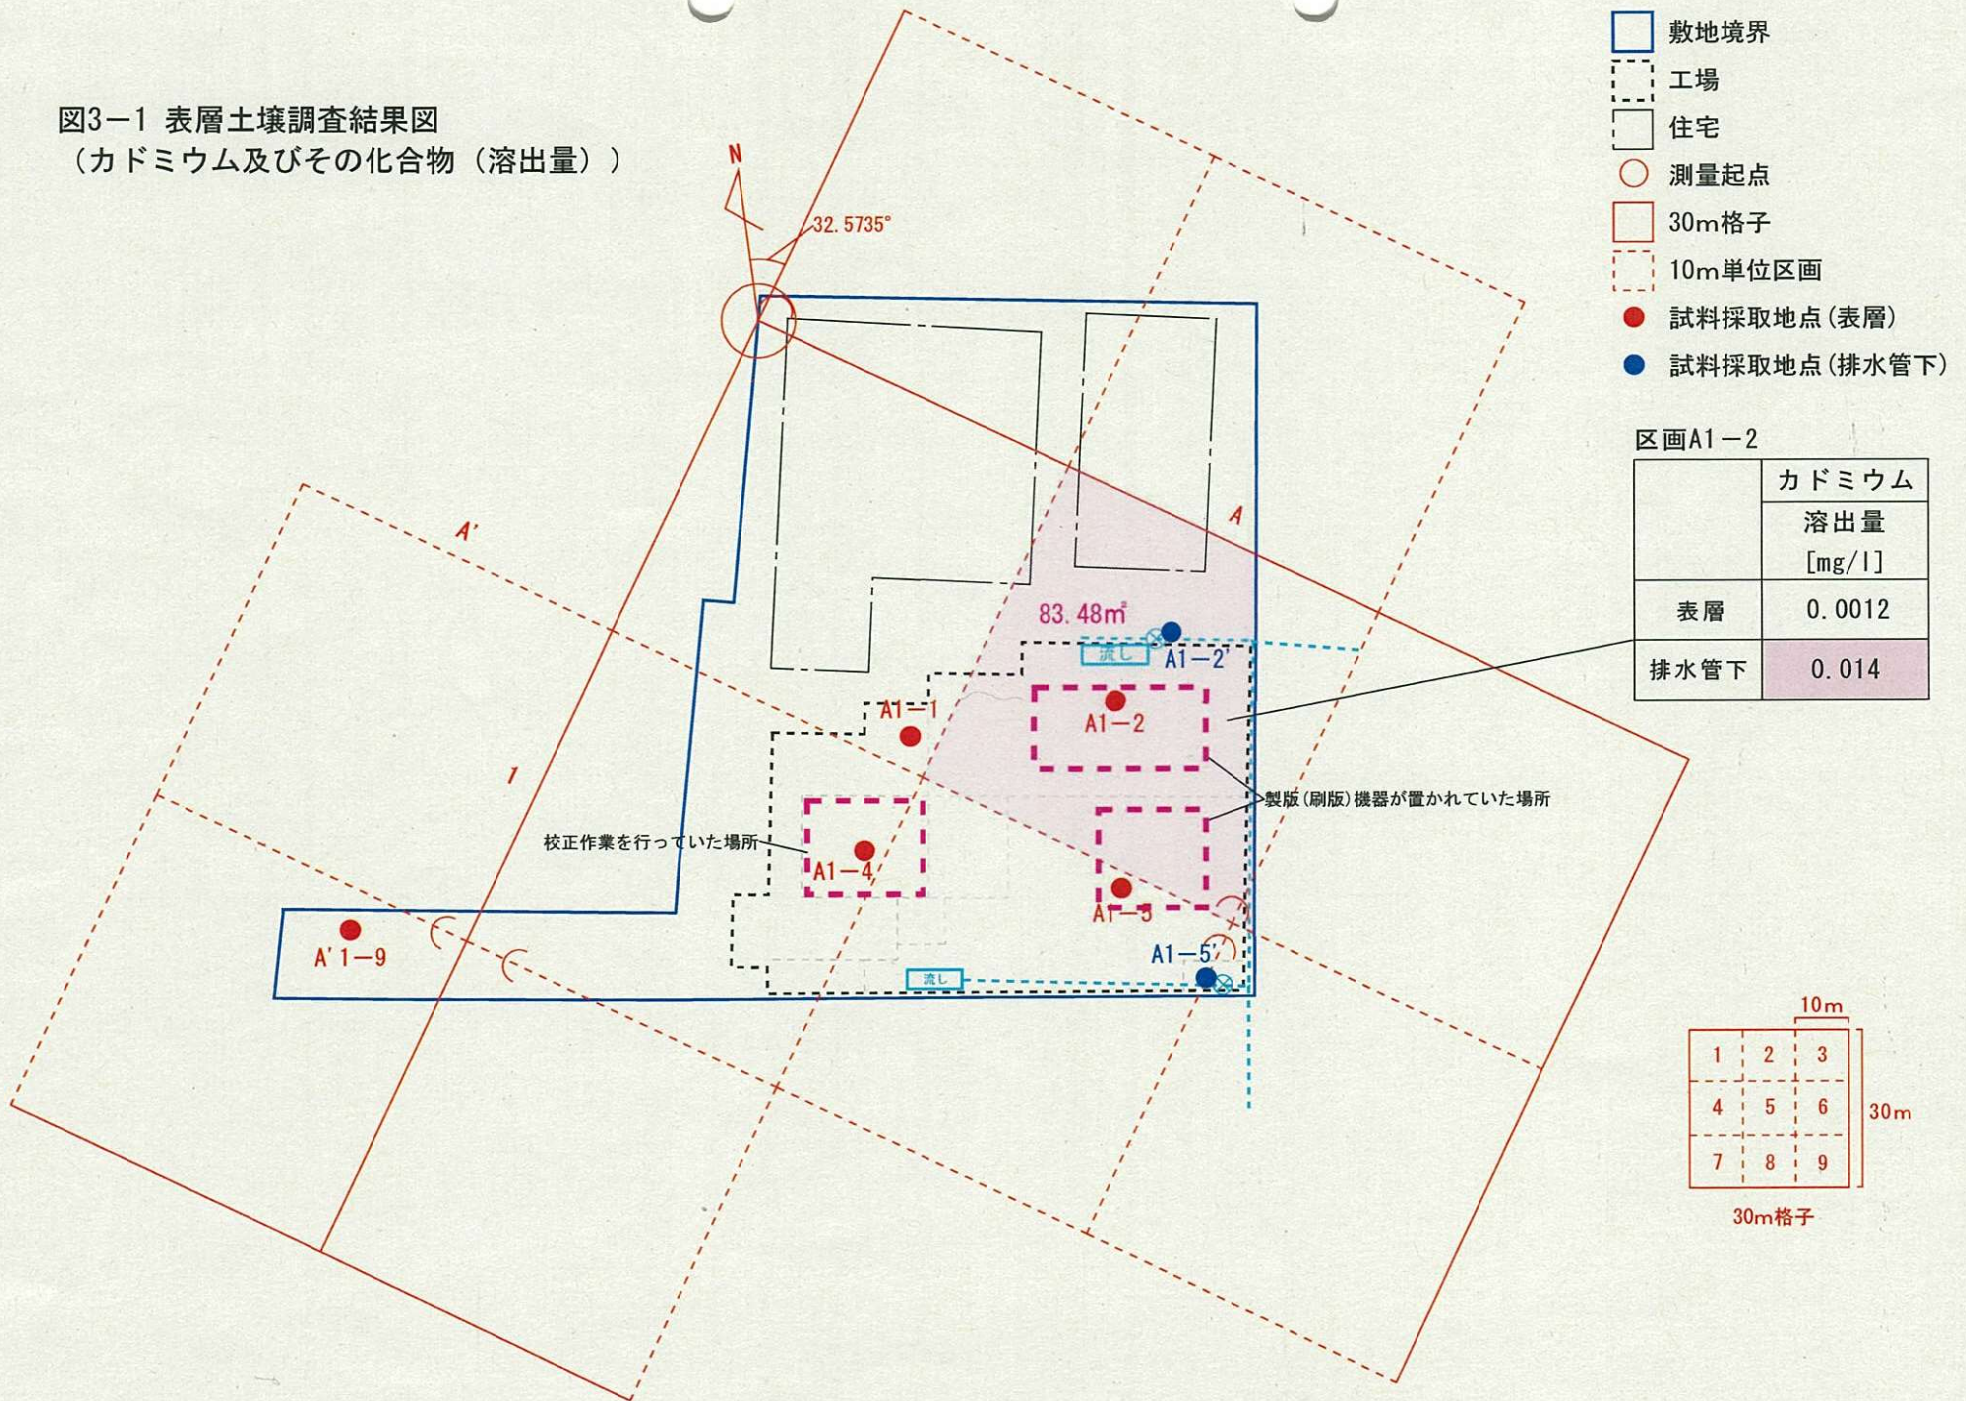 図3-1 表層土壌調査結果図
(カドミウム及びその化合物(溶出量))
敷地境界
工場
住宅
測量起点
30m格子
10m単位区画
試料採取地点(表層)
試料採取地点(排水管下)
N
32.5735°
区画A1-2
カドミウム
溶出量
[mg/l]
表層 0.0012
排水管下 0.014
A'
A
1
83.48㎡
流し
A1-2'
A1-2
A1-1
製版(刷版)機器が置かれていた場所
校正作業を行っていた場所
A1-4
A1-5
A1-5'
A'1-9
流し
10m
1 2 3
4 5 6
7 8 9
30m
30m格子